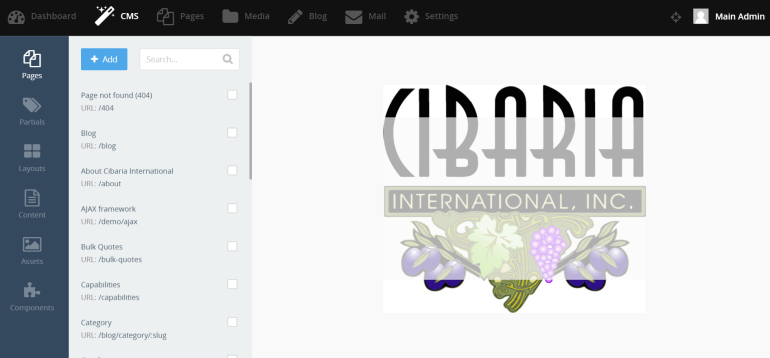 Dashboard
CMS
Pages
Media
Blog
Mail
Settings
Main Admin
Pages
Partials
Layouts
Content
Assets
Components
Add
Search...
Page not found (404)
URL: /404
Blog
URL: /blog
About Cibaria International
URL: /about
AJAX framework
URL: /demo/ajax
Bulk Quotes
URL: /bulk-quotes
Capabilities
URL: /capabilities
Category
URL: /blog/category/:slug
CIBARIA
INTERNATIONAL, INC.